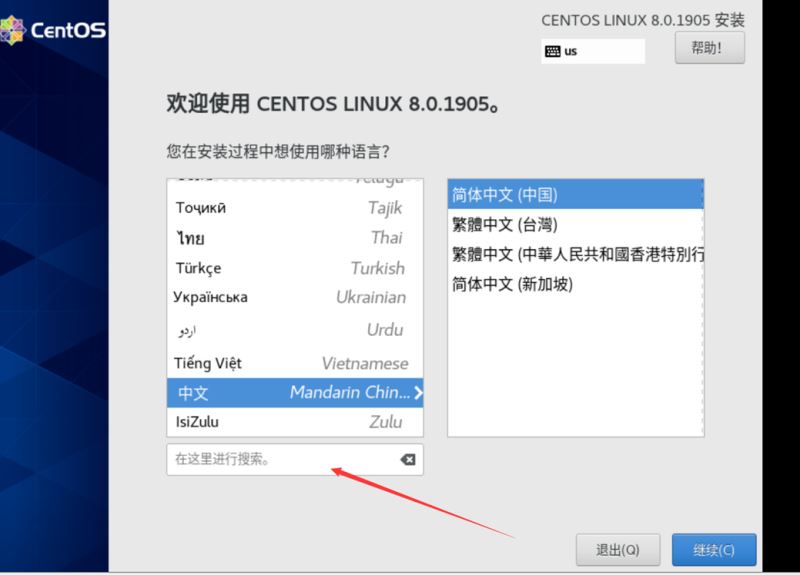 CentOS
CENTOS LINUX 8.0.1905 安装
us
帮助!
欢迎使用 CENTOS LINUX 8.0.1905。
您在安装过程中想使用哪种语言?
Telugu
Тоҷикӣ Tajik
ไทย Thai
Türkçe Turkish
Українська Ukrainian
اردو Urdu
Tiếng Việt Vietnamese
中文 Mandarin Chin...
IsiZulu Zulu
在这里进行搜索。
简体中文 (中国)
繁體中文 (台灣)
繁體中文 (中華人民共和國香港特別行
简体中文 (新加坡)
退出(Q)
继续(C)